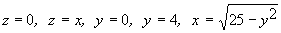 z = 0, z = x, y = 0, y = 4, x = √(25 − y²)